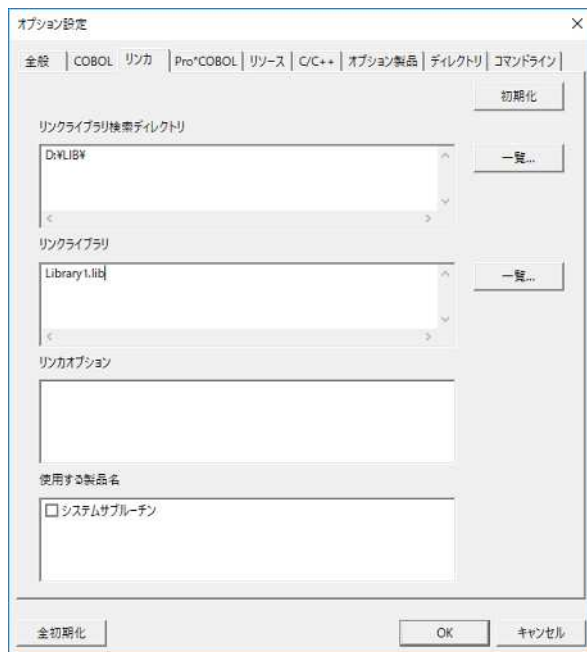 オプション設定
全般 COBOL リンカ Pro*COBOL リソース C/C++ オプション製品 ディレクトリ コマンドライン
初期化
リンクライブラリ検索ディレクトリ
D:¥LIB¥
一覧...
リンクライブラリ
Library1.lib
一覧...
リンカオプション
使用する製品名
システムサブルーチン
全初期化 OK キャンセル